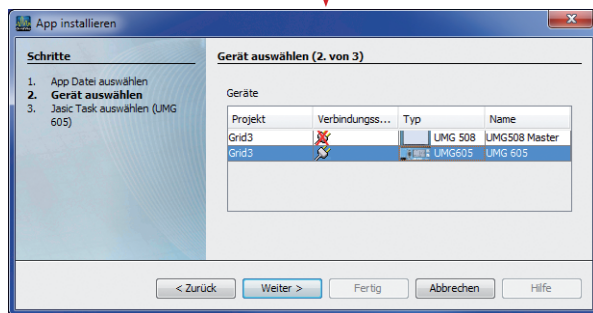 App installieren
Schritte
1. App Datei auswählen
2. Gerät auswählen
3. Jasic Task auswählen (UMG
605)
Gerät auswählen (2. von 3)
Geräte
Projekt Verbindungss... Typ Name
Grid3 UMG 508 UMG508 Master
Grid3 UMG605 UMG 605
< Zurück Weiter > Fertig Abbrechen Hilfe